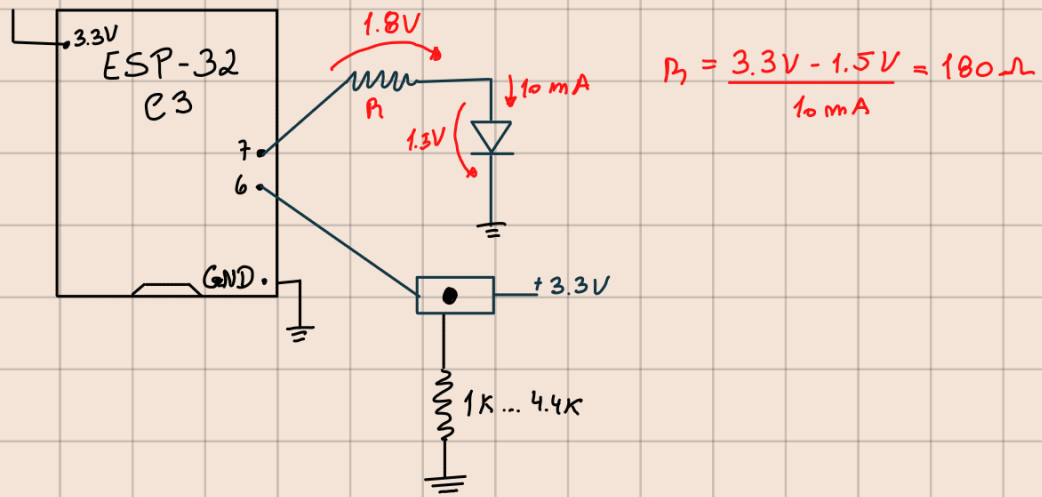 3.3V
ESP-32
C3
1.8V
R
10 mA
1.3V
7
6
GND
+3.3V
1K... 4.4K
R = 3.3V - 1.5V = 180Ω
10 mA